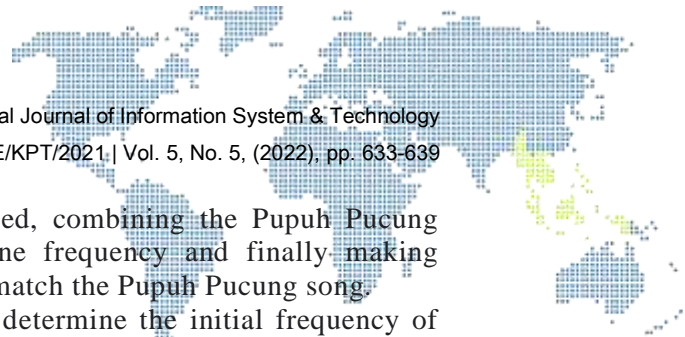 al Journal of Information System & Technology
E/KPT/2021 | Vol. 5, No. 5, (2022), pp. 633-639
ed, combining the Pupuh Pucung
ne frequency and finally making
match the Pupuh Pucung song.
determine the initial frequency of